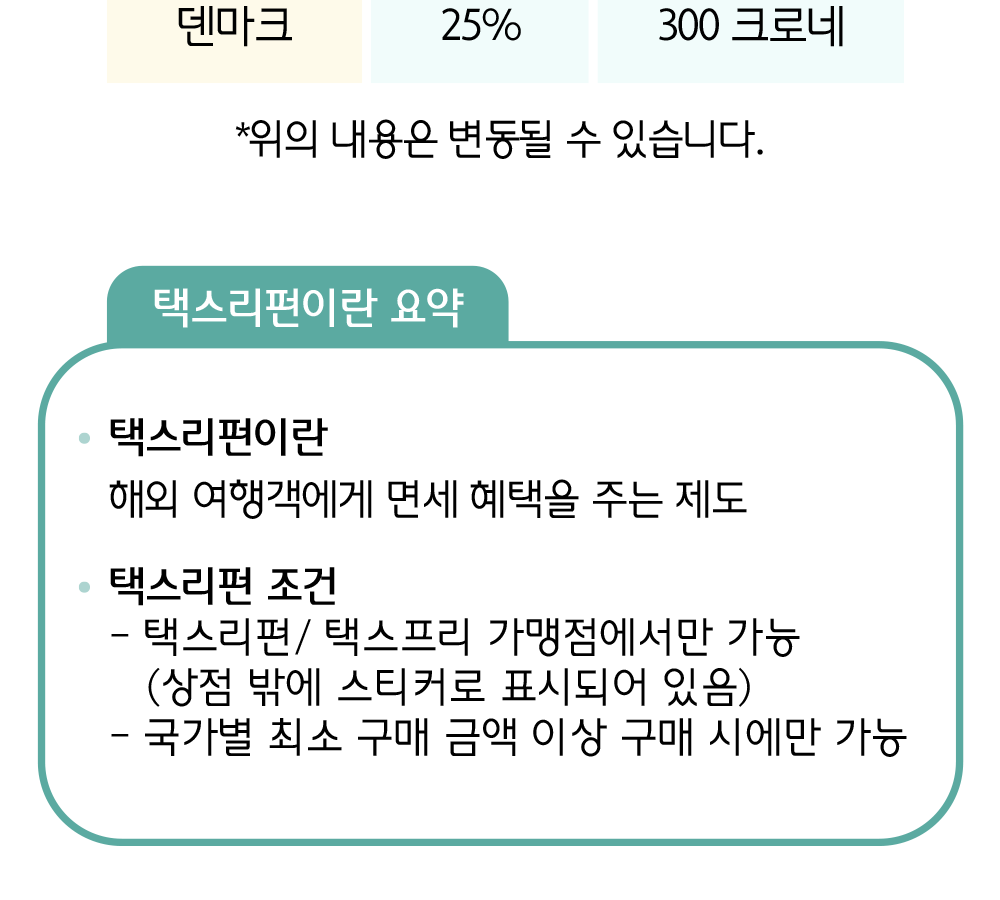 덴마크 25% 300 크로네
*위의 내용은 변동될 수 있습니다.
택스리펀이란 요약
• 택스리펀이란
해외 여행객에게 면세 혜택을 주는 제도
• 택스리펀 조건
- 택스리펀/ 택스프리 가맹점에서만 가능
(상점 밖에 스티커로 표시되어 있음)
- 국가별 최소 구매 금액 이상 구매 시에만 가능